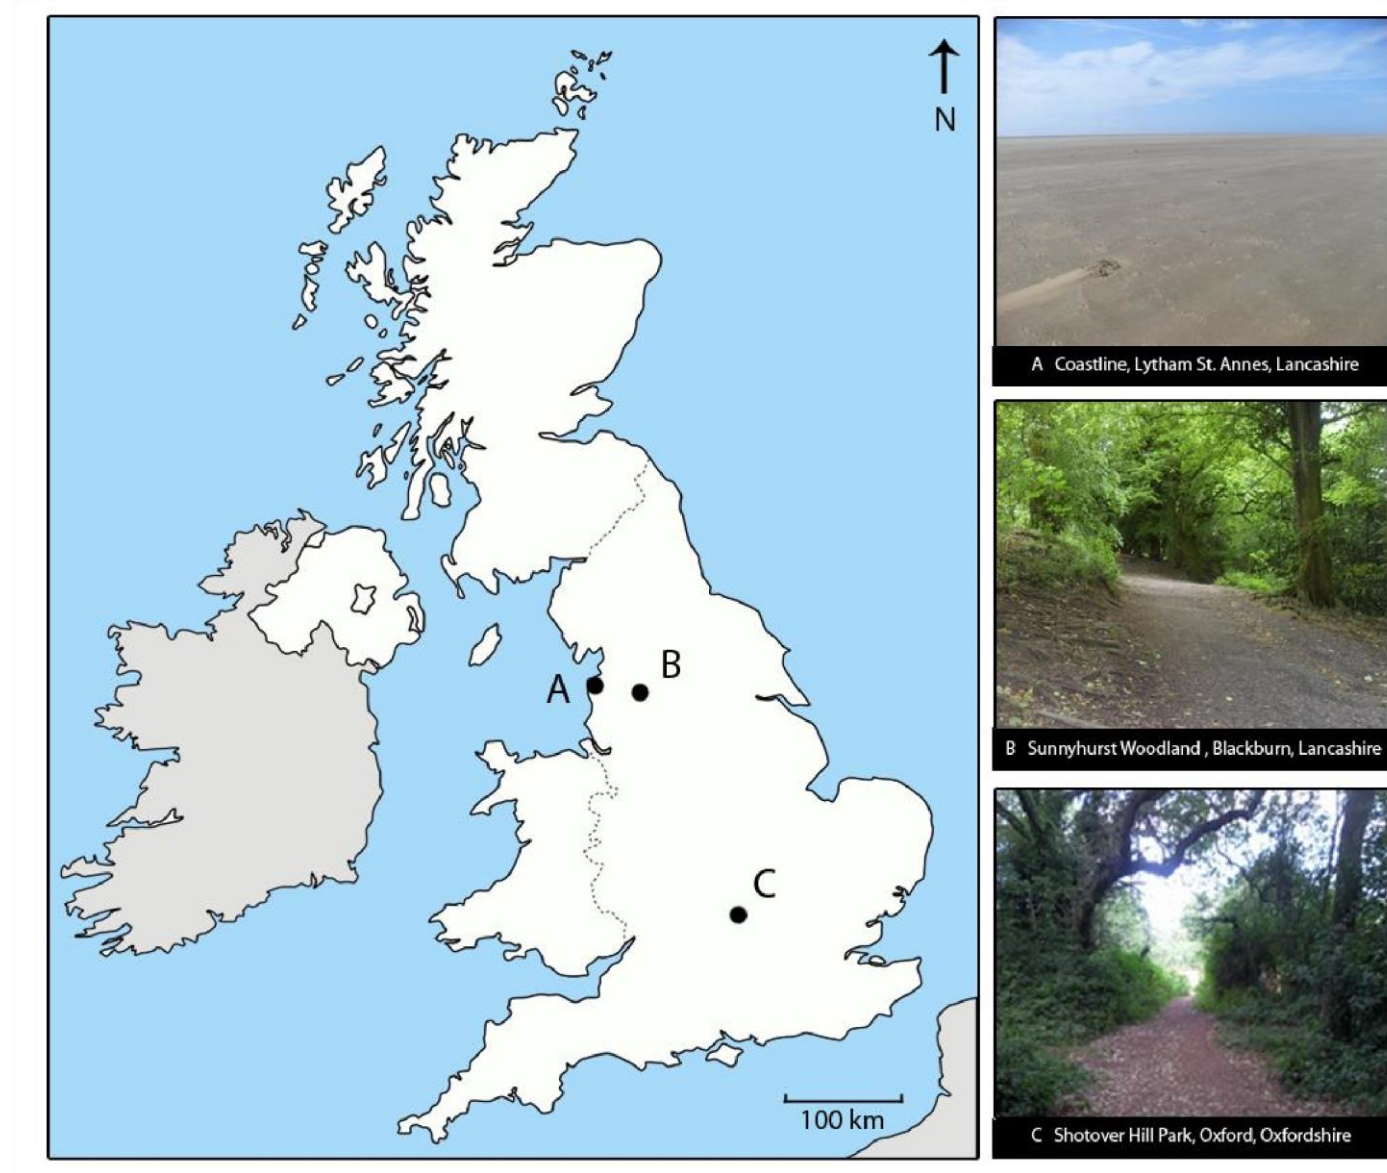 N
A
B
C
100 km
A Coastline, Lytham St. Annes, Lancashire
B Sunnyhurst Woodland , Blackburn, Lancashire
C Shotover Hill Park, Oxford, Oxfordshire